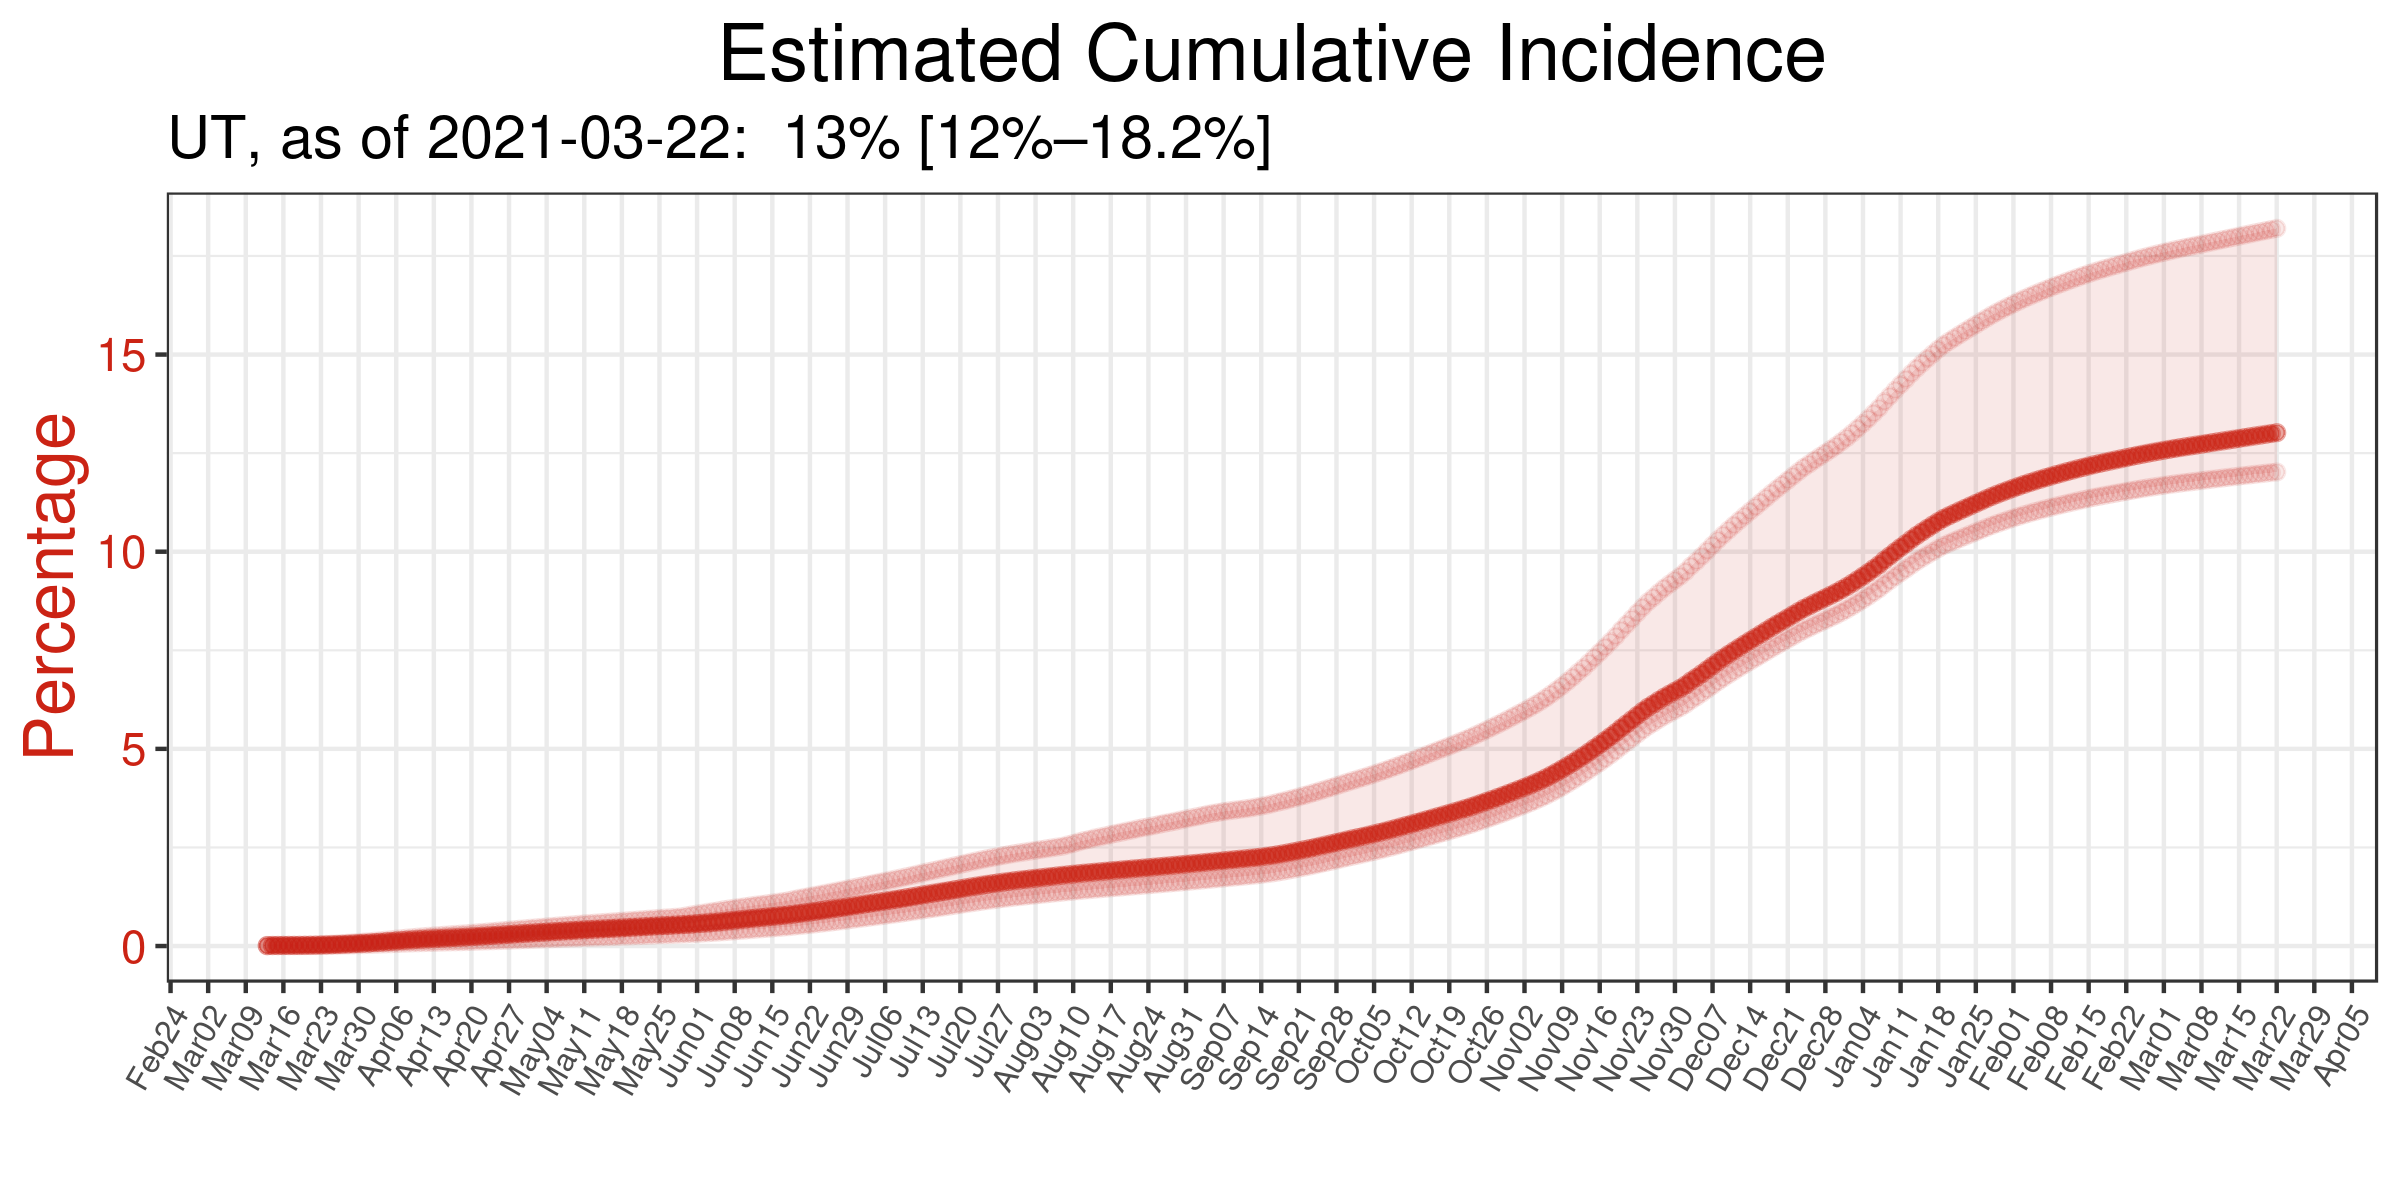 Estimated Cumulative Incidence
UT, as of 2021-03-22:  13% [12%–18.2%]
Percentage
15
10
5
0
Feb24
Mar02
Mar09
Mar16
Mar23
Mar30
Apr06
Apr13
Apr20
Apr27
May04
May11
May18
May25
Jun01
Jun08
Jun15
Jun22
Jun29
Jul06
Jul13
Jul20
Jul27
Aug03
Aug10
Aug17
Aug24
Aug31
Sep07
Sep14
Sep21
Sep28
Oct05
Oct12
Oct19
Oct26
Nov02
Nov09
Nov16
Nov23
Nov30
Dec07
Dec14
Dec21
Dec28
Jan04
Jan11
Jan18
Jan25
Feb01
Feb08
Feb15
Feb22
Mar01
Mar08
Mar15
Mar22
Mar29
Apr05